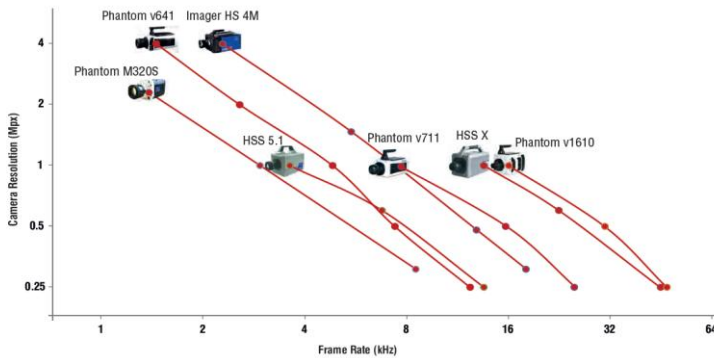 Phantom v641 Imager HS 4M
Phantom M320S
HSS 5.1
Phantom v711
HSS X
Phantom v1610
Camera Resolution (Mpx)
4
2
1
0.5
0.25
1 2 4 8 16 32 64
Frame Rate (kHz)